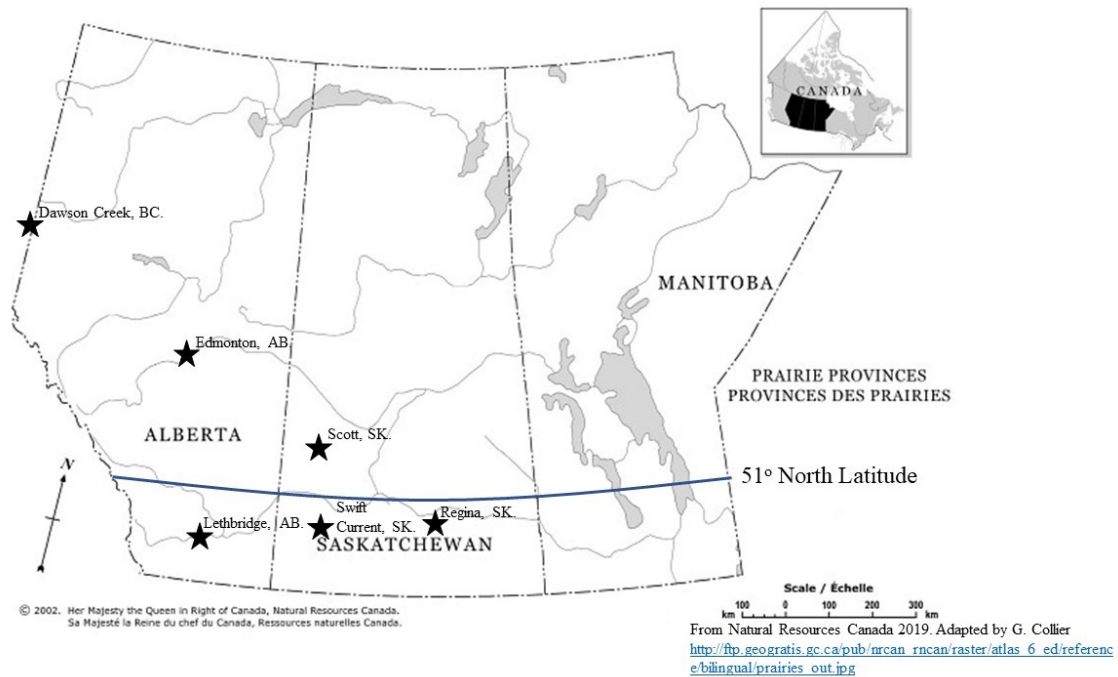 CANADA
Dawson Creek, BC.
MANITOBA
Edmonton, AB.
PRAIRIE PROVINCES
PROVINCES DES PRAIRIES
ALBERTA
Scott, SK.
N
51º North Latitude
Swift
Current, SK.
Regina, SK.
Lethbridge, AB.
SASKATCHEWAN
Scale / Échelle
km 100 0 100 200 300 km
© 2002. Her Majesty the Queen in Right of Canada, Natural Resources Canada.
Sa Majesté la Reine du chef du Canada, Ressources naturelles Canada.
From Natural Resources Canada 2019. Adapted by G. Collier
http://ftp.geogratis.gc.ca/pub/nrcan_rncan/raster/atlas_6_ed/referenc
e/bilingual/prairies_out.jpg